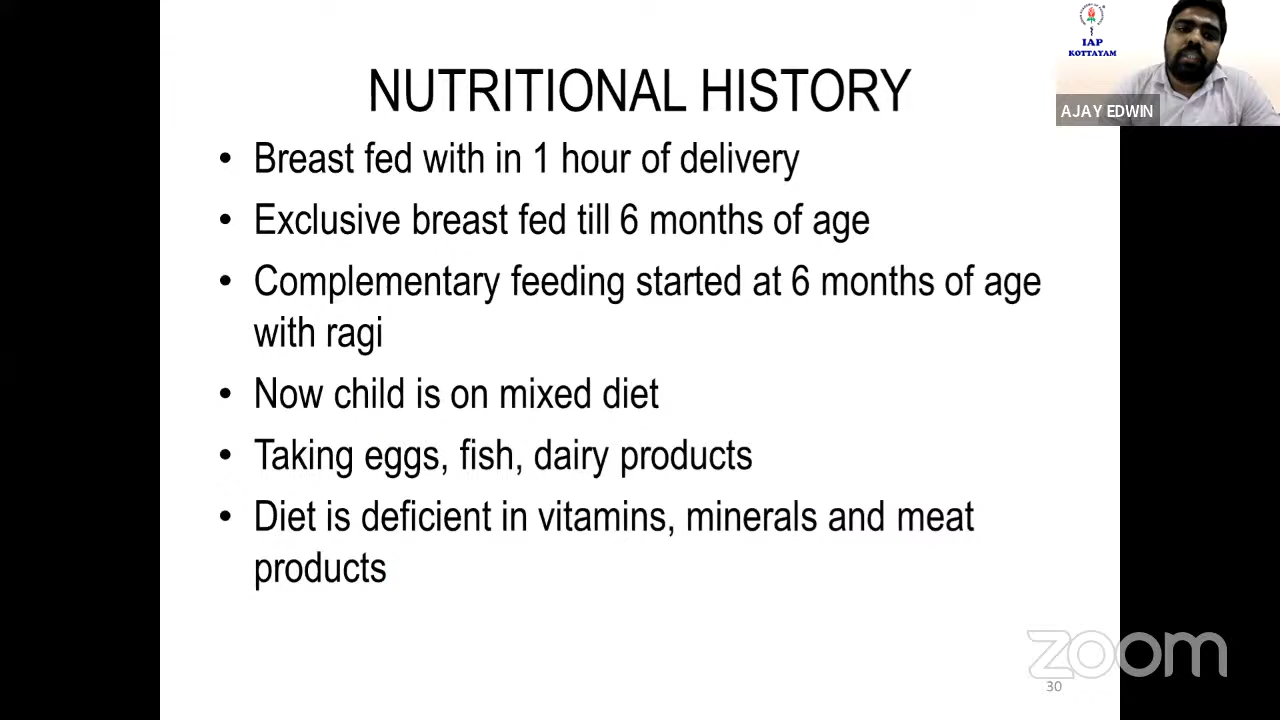 IAP
KOTTAYAM
AJAY EDWIN
NUTRITIONAL HISTORY
• Breast fed with in 1 hour of delivery
• Exclusive breast fed till 6 months of age
• Complementary feeding started at 6 months of age
with ragi
• Now child is on mixed diet
• Taking eggs, fish, dairy products
• Diet is deficient in vitamins, minerals and meat
products
zoom
30